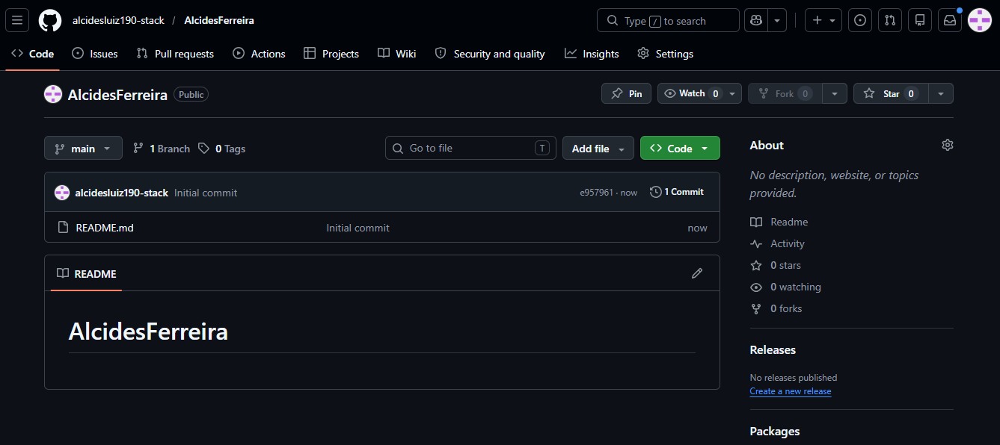 alcidesluiz190-stack / AlcidesFerreira
Type / to search
Code Issues Pull requests Actions Projects Wiki Security and quality Insights Settings
AlcidesFerreira Public
Pin Watch 0 Fork 0 Star 0
main 1 Branch 0 Tags
Go to file T Add file Code
alcidesluiz190-stack Initial commit e957961 · now 1 Commit
README.md Initial commit now
README
AlcidesFerreira
About
No description, website, or topics
provided.
Readme
Activity
0 stars
0 watching
0 forks
Releases
No releases published
Create a new release
Packages